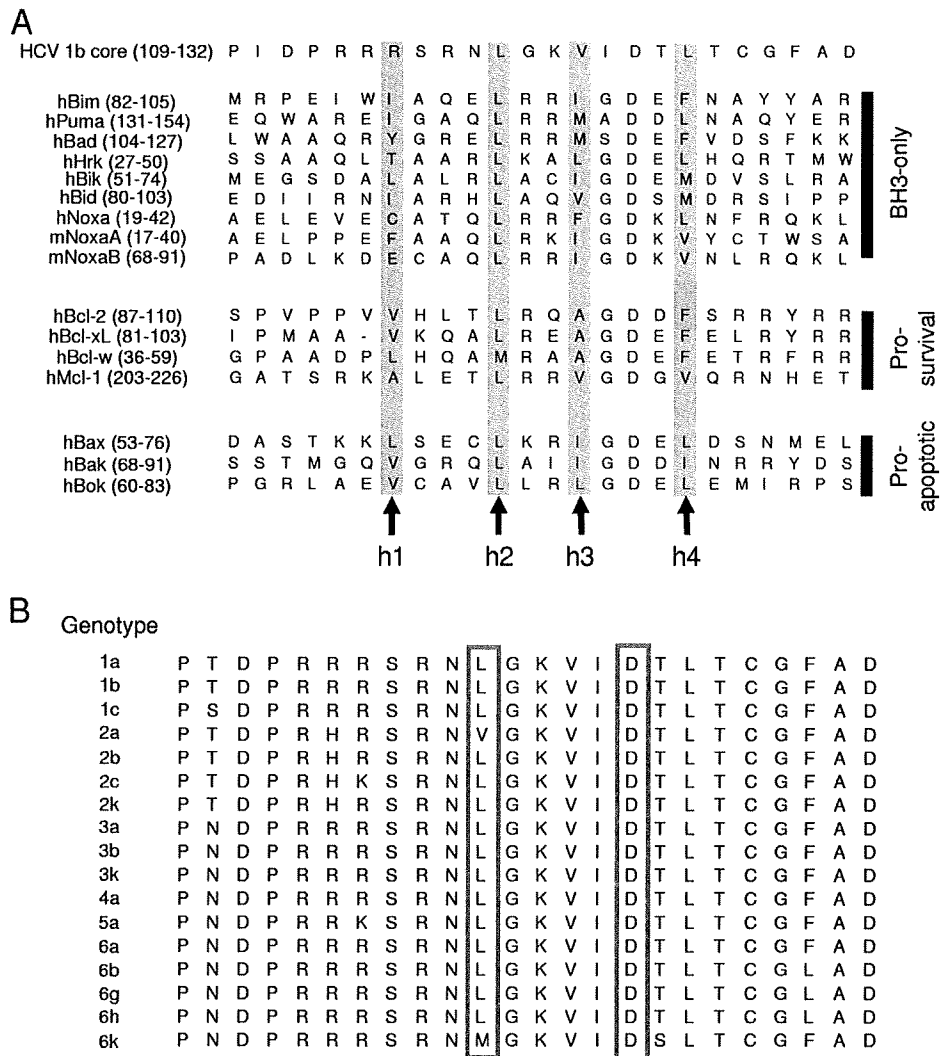 A
HCV 1b core (109-132) P I D P R R R S R N L G K V I D T L T C G F A D
hBim (82-105) M R P E I W I A Q E L R R I G D E F N A Y Y A R
hPuma (131-154) E Q W A R E I G A Q L R R M A D D L N A Q Y E R
hBad (104-127) L W A A Q R Y G R E L R R M S D E F V D S F K K
hHrk (27-50) S S A A Q L T A A R L K A L G D E L H Q R T M W
hBik (51-74) M E G S D A L A L R L A C I G D E M D V S L R A
hBid (80-103) E D I I R N I A R H L A Q V G D S M D R S I P P
hNoxa (19-42) A E L E V E C A T Q L R R F G D K L N F R Q K L
mNoxaA (17-40) A E L P P E F A A Q L R K I G D K V Y C T W S A
mNoxaB (68-91) P A D L K D E C A Q L R R I G D K V N L R Q K L
BH3-only
hBcl-2 (87-110) S P V P P V V H L T L R Q A G D D F S R R Y R R
hBcl-xL (81-103) I P M A A - V K Q A L R E A G D E F E L R Y R R
hBcl-w (36-59) G P A A D P L H Q A M R A A G D E F E T R F R R
hMcl-1 (203-226) G A T S R K A L E T L R R V G D G V Q R N H E T
Pro-
survival
hBax (53-76) D A S T K K L S E C L K R I G D E L D S N M E L
hBak (68-91) S S T M G Q V G R Q L A I I G D D I N R R Y D S
hBok (60-83) P G R L A E V C A V L L R L G D E L E M I R P S
Pro-
apoptotic
h1 h2 h3 h4
B
Genotype
1a P T D P R R R S R N L G K V I D T L T C G F A D
1b P T D P R R R S R N L G K V I D T L T C G F A D
1c P S D P R R R S R N L G K V I D T L T C G F A D
2a P T D P R H R S R N V G K V I D T L T C G F A D
2b P T D P R H R S R N L G K V I D T L T C G F A D
2c P T D P R H K S R N L G K V I D T L T C G F A D
2k P T D P R H R S R N L G K V I D T L T C G F A D
3a P N D P R R R S R N L G K V I D T L T C G F A D
3b P N D P R R R S R N L G K V I D T L T C G F A D
3k P N D P R R R S R N L G K V I D T L T C G F A D
4a P N D P R R R S R N L G K V I D T L T C G F A D
5a P N D P R R K S R N L G K V I D T L T C G F A D
6a P N D P R R R S R N L G K V I D T L T C G F A D
6b P N D P R R R S R N L G K V I D T L T C G L A D
6g P N D P R R R S R N L G K V I D T L T C G L A D
6h P N D P R R R S R N L G K V I D T L T C G L A D
6k P N D P R R R S R N M G K V I D S L T C G F A D